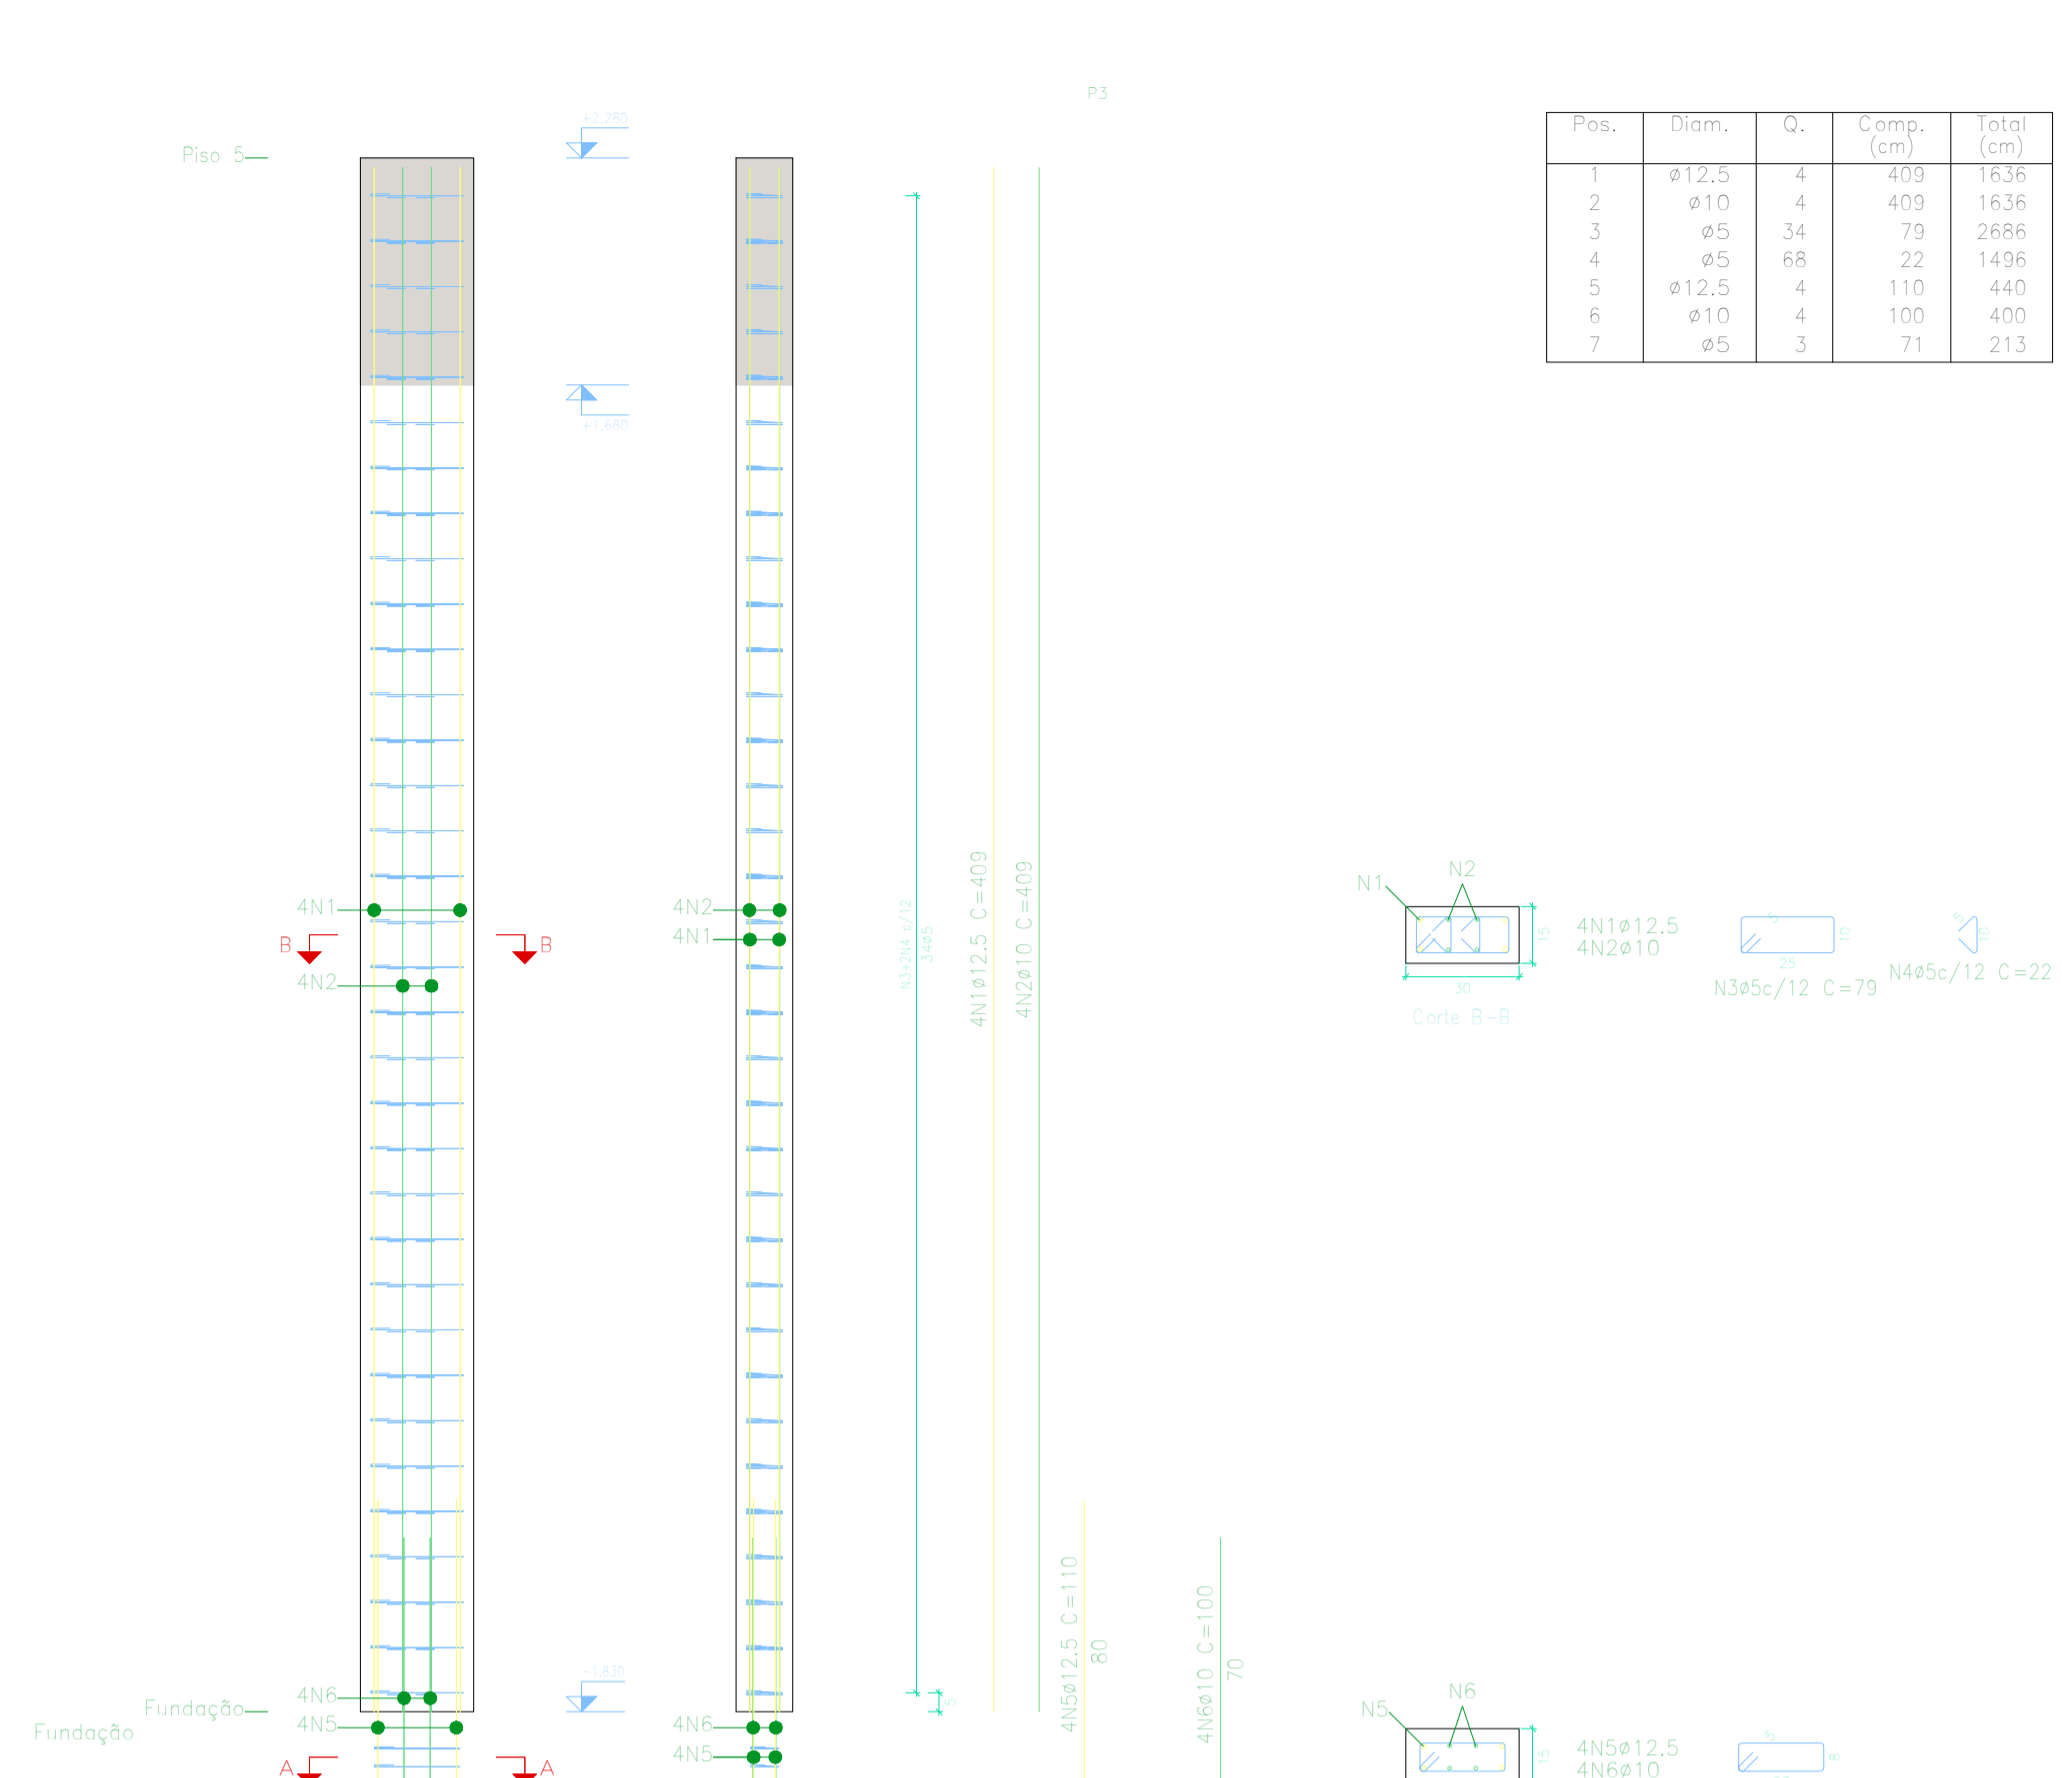 P3
Pos. Diam. Q. Comp. (cm) Total (cm)
1 ø12.5 4 409 1636
2 ø10 4 409 1636
3 ø5 34 79 2686
4 ø5 68 22 1496
5 ø12.5 4 110 440
6 ø10 4 100 400
7 ø5 3 71 213
+2.280
Piso 5
+1.680
4N1
B
B
4N2
4N2
4N1
N3+2N4 c/12
34ø5
4N1ø12.5 C=409
4N2ø10 C=409
N1
N2
15
30
4N1ø12.5
4N2ø10
Corte B-B
5
10
25
N3ø5c/12 C=79
5
10
N4ø5c/12 C=22
4N5ø12.5 C=110
80
4N6ø10 C=100
70
-1.830
5
4N6
Fundação
4N5
Fundação
A
A
4N6
4N5
N5
N6
15
4N5ø12.5
4N6ø10
5
8